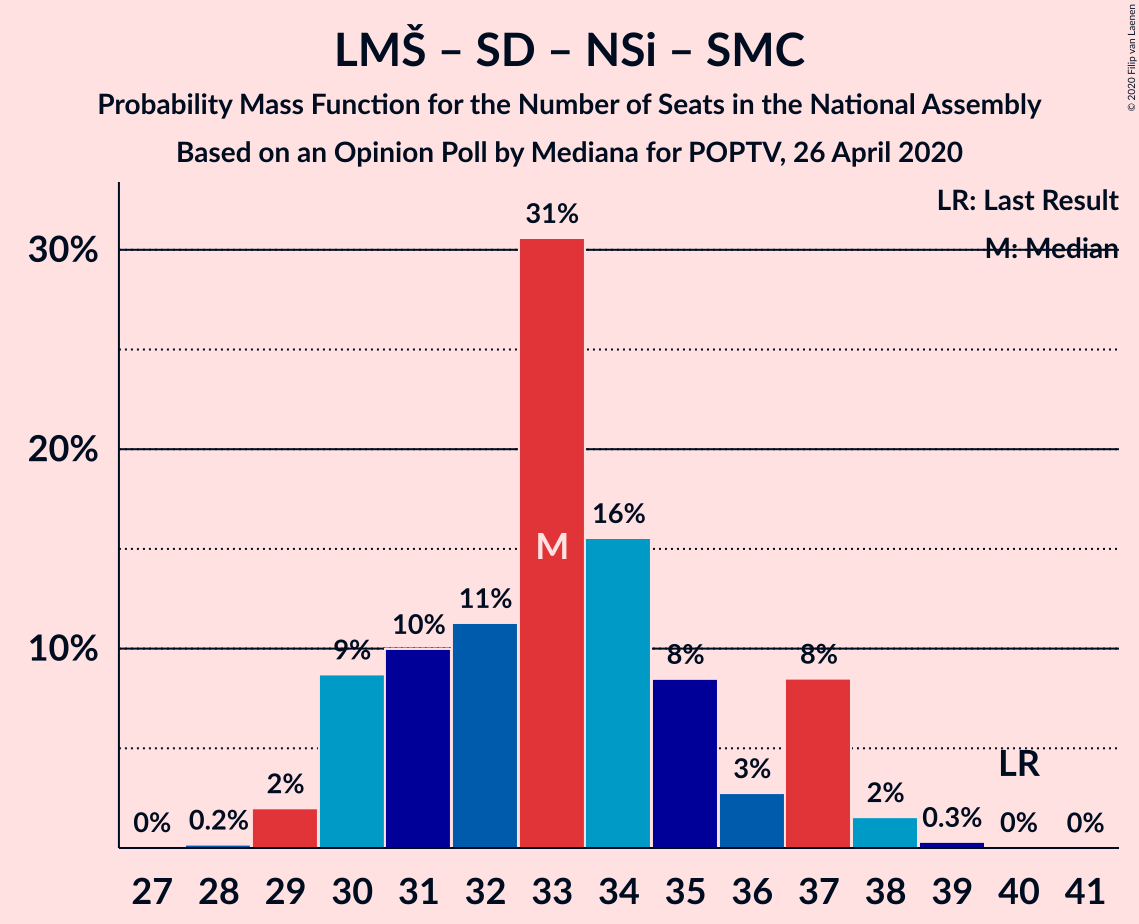 LMŠ – SD – NSi – SMC
Probability Mass Function for the Number of Seats in the National Assembly
Based on an Opinion Poll by Mediana for POPTV, 26 April 2020
© 2020 Filip van Laenen
LR: Last Result
M: Median
30%
20%
10%
0%
0.2%
2%
9%
10%
11%
31%
M
16%
8%
3%
8%
2%
0.3%
LR
0%
0%
27 28 29 30 31 32 33 34 35 36 37 38 39 40 41